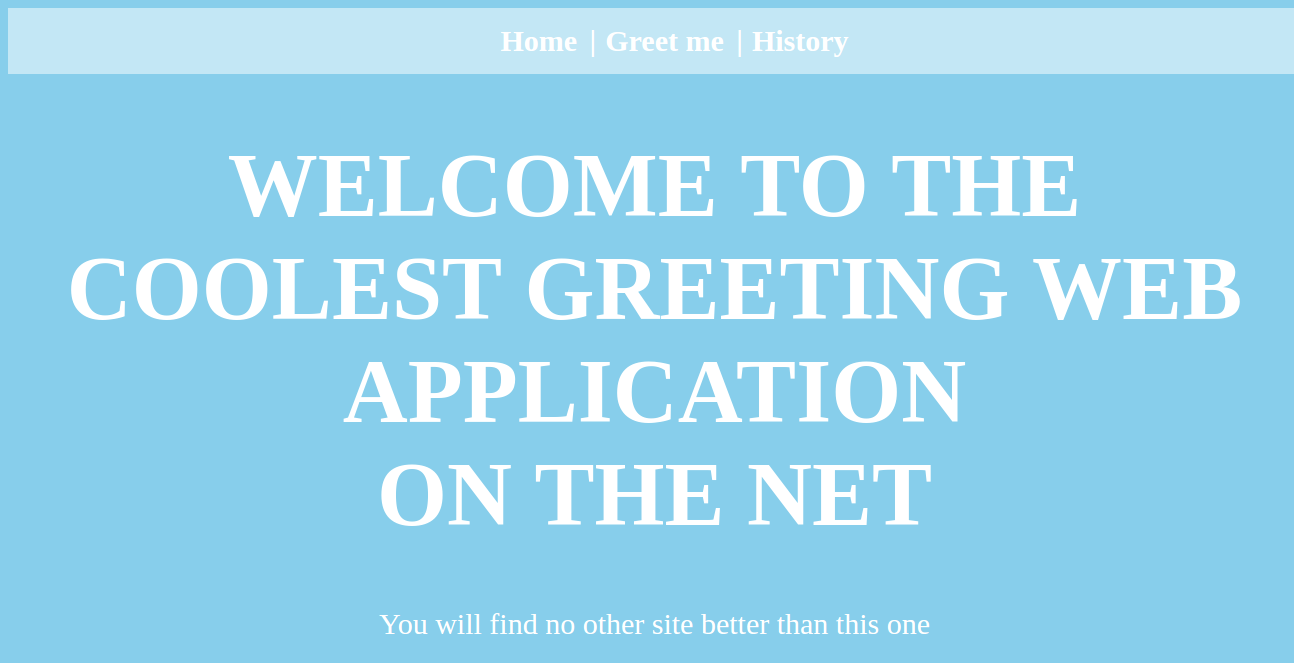 Home | Greet me | History
WELCOME TO THE
COOLEST GREETING WEB
APPLICATION
ON THE NET
You will find no other site better than this one